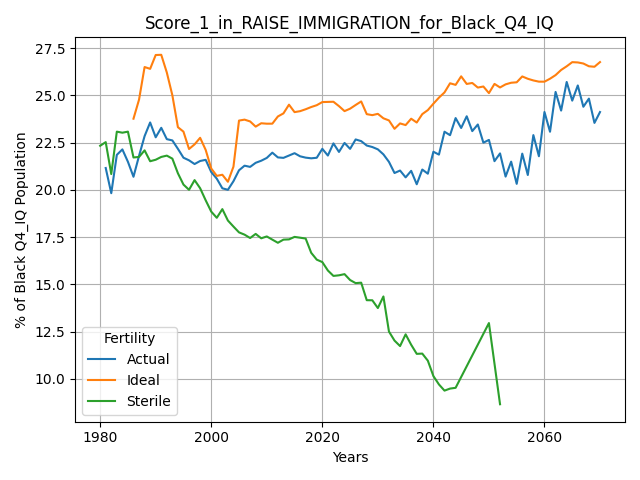 Score_1_in_RAISE_IMMIGRATION_for_Black_Q4_IQ
% of Black Q4_IQ Population
27.5
25.0
22.5
20.0
17.5
15.0
12.5
10.0
Fertility
Actual
Ideal
Sterile
1980
2000
2020
2040
2060
Years